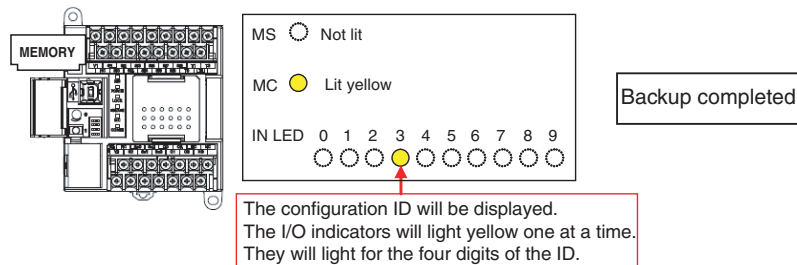 MEMORY
MS Not lit
MC Lit yellow
IN LED 0 1 2 3 4 5 6 7 8 9
Backup completed
The configuration ID will be displayed.
The I/O indicators will light yellow one at a time.
They will light for the four digits of the ID.